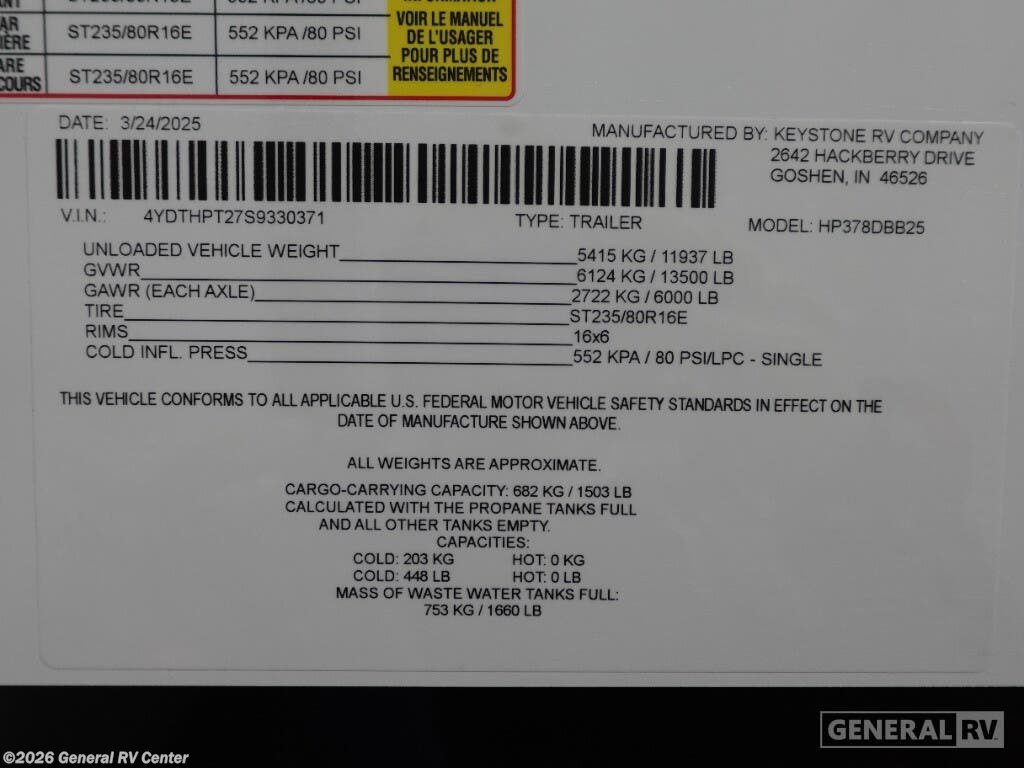 ST235/80R16E 552 KPA /80 PSI
VOIR LE MANUEL
DE L'USAGER
POUR PLUS DE
RENSEIGNEMENTS
ST235/80R16E 552 KPA /80 PSI
DATE: 3/24/2025
MANUFACTURED BY: KEYSTONE RV COMPANY
2642 HACKBERRY DRIVE
GOSHEN, IN 46526
V.I.N.: 4YDTHPT27S9330371 TYPE: TRAILER MODEL: HP378DBB25
UNLOADED VEHICLE WEIGHT 5415 KG / 11937 LB
GVWR 6124 KG / 13500 LB
GAWR (EACH AXLE) 2722 KG / 6000 LB
TIRE ST235/80R16E
RIMS 16x6
COLD INFL. PRESS 552 KPA / 80 PSI/LPC - SINGLE
THIS VEHICLE CONFORMS TO ALL APPLICABLE U.S. FEDERAL MOTOR VEHICLE SAFETY STANDARDS IN EFFECT ON THE
DATE OF MANUFACTURE SHOWN ABOVE.
ALL WEIGHTS ARE APPROXIMATE.
CARGO-CARRYING CAPACITY: 682 KG / 1503 LB
CALCULATED WITH THE PROPANE TANKS FULL
AND ALL OTHER TANKS EMPTY.
CAPACITIES:
COLD: 203 KG HOT: 0 KG
COLD: 448 LB HOT: 0 LB
MASS OF WASTE WATER TANKS FULL:
753 KG / 1660 LB
GENERAL RV
©2026 General RV Center